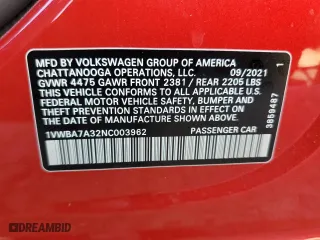 MFD BY VOLKSWAGEN GROUP OF AMERICA
CHATTANOOGA OPERATIONS, LLC. 09/2021
GVWR 4475 GAWR FRONT 2381 / REAR 2205 LBS
THIS VEHICLE CONFORMS TO ALL APPLICABLE U.S.
FEDERAL MOTOR VEHICLE SAFETY, BUMPER, AND
THEFT PREVENTION STANDARDS IN EFFECT ON THE
DATE OF MANUFACTURE SHOWN ABOVE.
1VWBA7A32NC003962 PASSENGER CAR
3859487 1
DREAMBID